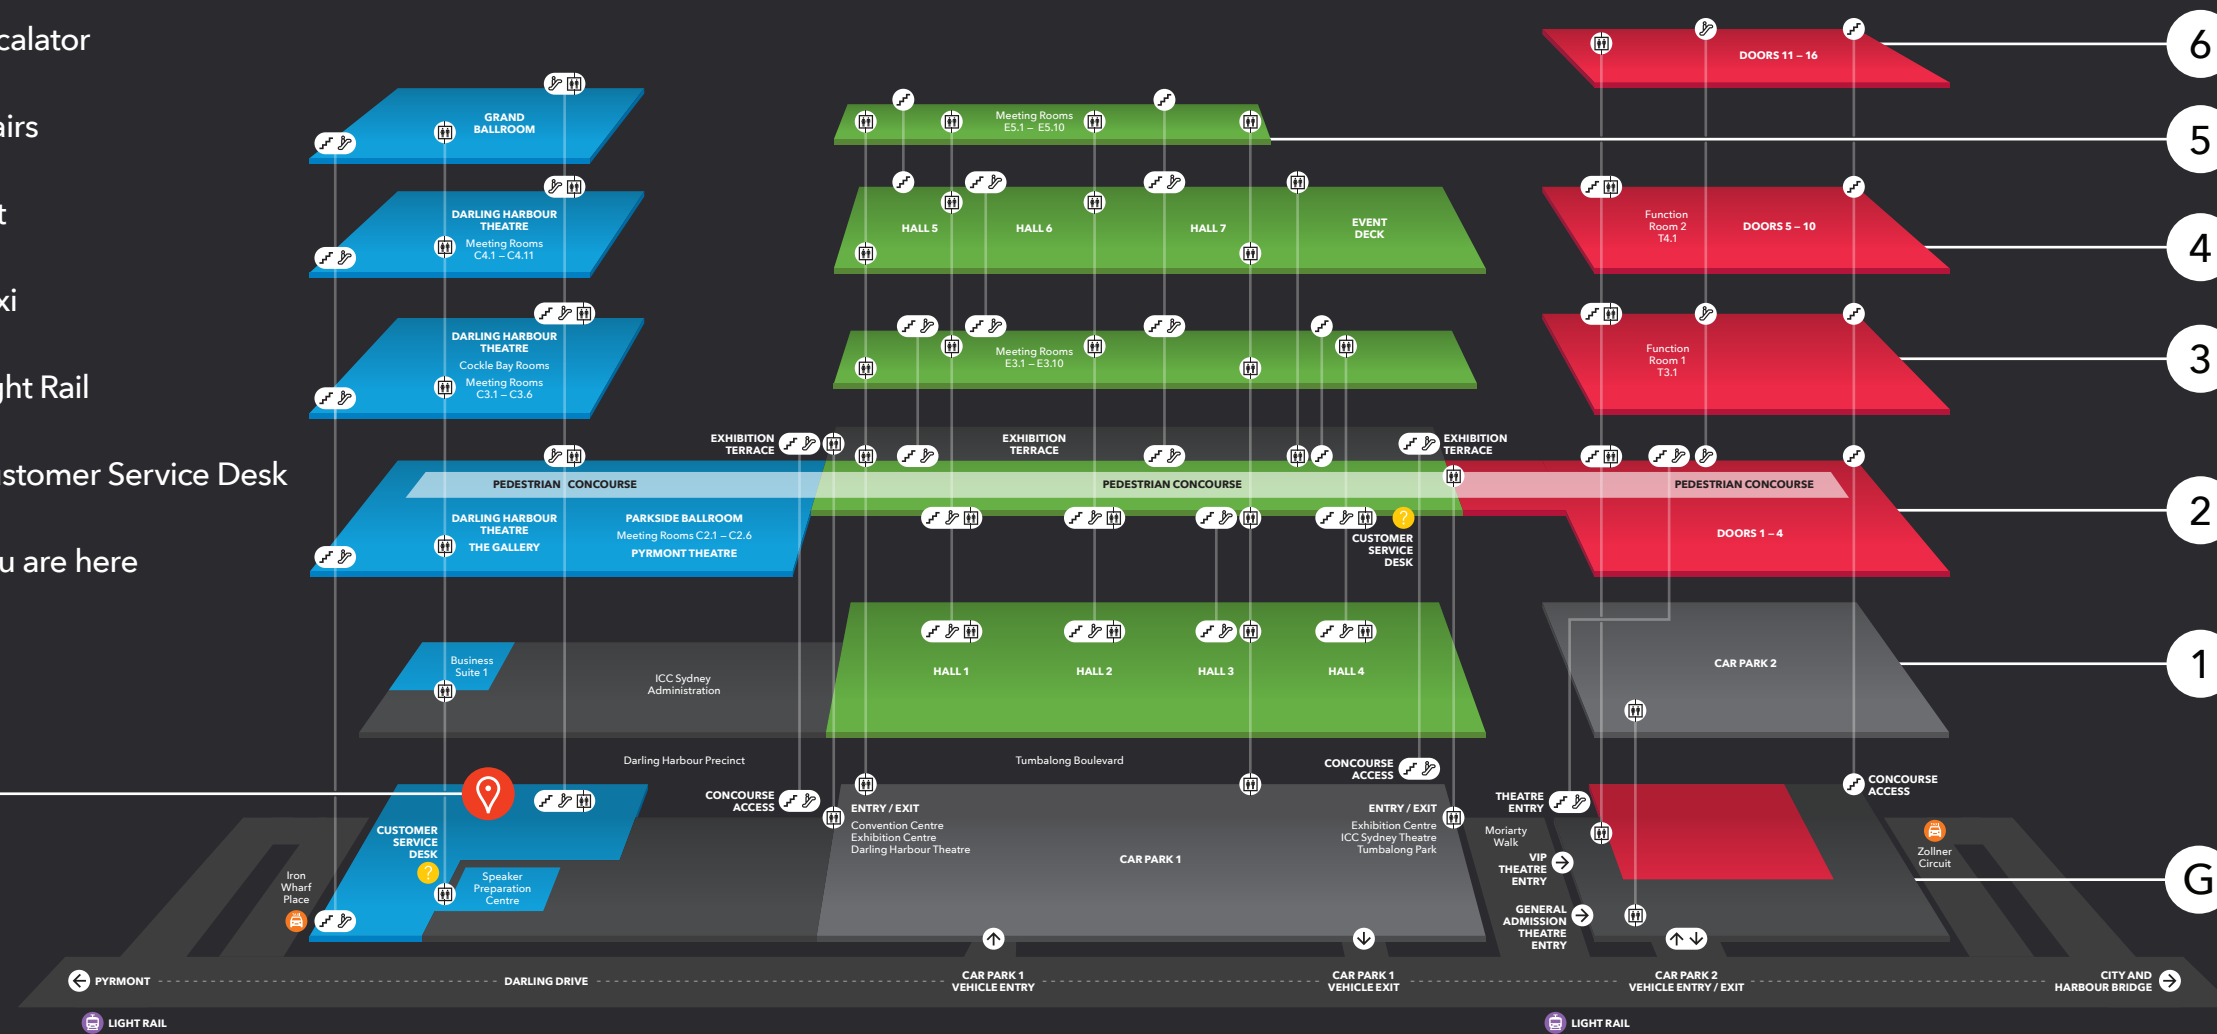 calator
airs
t
xi
ght Rail
ustomer Service Desk
u are here
6
5
4
3
2
1
G
DOORS 11 – 16
GRAND
BALLROOM
Meeting Rooms
E5.1 – E5.10
DARLING HARBOUR
THEATRE
Meeting Rooms
C4.1 – C4.11
HALL 5
HALL 6
HALL 7
EVENT
DECK
Function
Room 2
T4.1
DOORS 5 – 10
DARLING HARBOUR
THEATRE
Cockle Bay Rooms
Meeting Rooms
C3.1 – C3.6
Meeting Rooms
E3.1 – E3.10
Function
Room 1
T3.1
EXHIBITION
TERRACE
EXHIBITION
TERRACE
EXHIBITION
TERRACE
PEDESTRIAN CONCOURSE
PEDESTRIAN CONCOURSE
PEDESTRIAN CONCOURSE
DARLING HARBOUR
THEATRE
THE GALLERY
PARKSIDE BALLROOM
Meeting Rooms C2.1 – C2.6
PYRMONT THEATRE
?
CUSTOMER
SERVICE
DESK
DOORS 1 – 4
Business
Suite 1
ICC Sydney
Administration
HALL 1
HALL 2
HALL 3
HALL 4
CAR PARK 2
Darling Harbour Precinct
Tumbalong Boulevard
CONCOURSE
ACCESS
CONCOURSE
ACCESS
CONCOURSE
ACCESS
THEATRE
ENTRY
CUSTOMER
SERVICE
DESK
?
Speaker
Preparation
Centre
Iron
Wharf
Place
ENTRY / EXIT
Convention Centre
Exhibition Centre
Darling Harbour Theatre
CAR PARK 1
ENTRY / EXIT
Exhibition Centre
ICC Sydney Theatre
Tumbalong Park
Moriarty
Walk
VIP
THEATRE
ENTRY
GENERAL
ADMISSION
THEATRE
ENTRY
Zollner
Circuit
PYRMONT
DARLING DRIVE
CAR PARK 1
VEHICLE ENTRY
CAR PARK 1
VEHICLE EXIT
CAR PARK 2
VEHICLE ENTRY / EXIT
CITY AND
HARBOUR BRIDGE
LIGHT RAIL
LIGHT RAIL